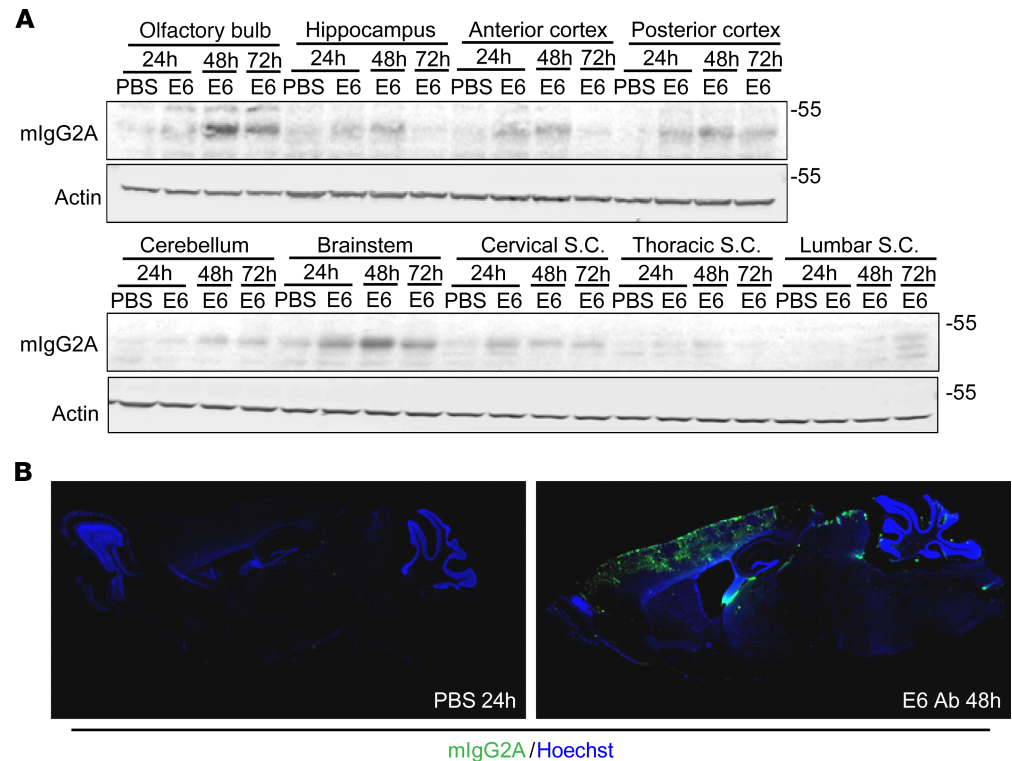 A
Olfactory bulb Hippocampus Anterior cortex Posterior cortex
24h 48h 72h 24h 48h 72h 24h 48h 72h 24h 48h 72h
PBS E6 E6 E6 PBS E6 E6 E6 PBS E6 E6 E6 PBS E6 E6 E6
-55
mIgG2A
-55
Actin
Cerebellum Brainstem Cervical S.C. Thoracic S.C. Lumbar S.C.
24h 48h 72h 24h 48h 72h 24h 48h 72h 24h 48h 72h 24h 48h 72h
PBS E6 E6 E6 PBS E6 E6 E6 PBS E6 E6 E6 PBS E6 E6 E6 PBS E6 E6 E6
-55
mIgG2A
-55
Actin
B
PBS 24h E6 Ab 48h
mIgG2A/Hoechst